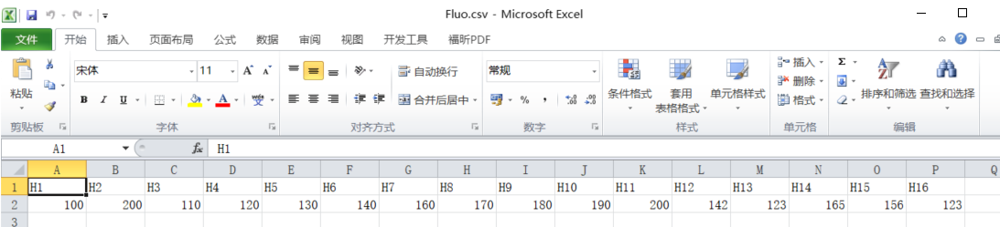 Fluo.csv - Microsoft Excel
文件 开始 插入 页面布局 公式 数据 审阅 视图 开发工具 福昕PDF
宋体 11 A A 自动换行 常规 插入 Σ
粘贴 B I U A 合并后居中 % , 条件格式 套用 表格格式 单元格样式 删除 格式 排序和筛选 查找和选择
剪贴板 字体 对齐方式 数字 样式 单元格 编辑
A1 fx H1
A B C D E F G H I J K L M N O P Q
1 H1 H2 H3 H4 H5 H6 H7 H8 H9 H10 H11 H12 H13 H14 H15 H16
2 100 200 110 120 130 140 160 170 180 190 200 142 123 165 156 123
3